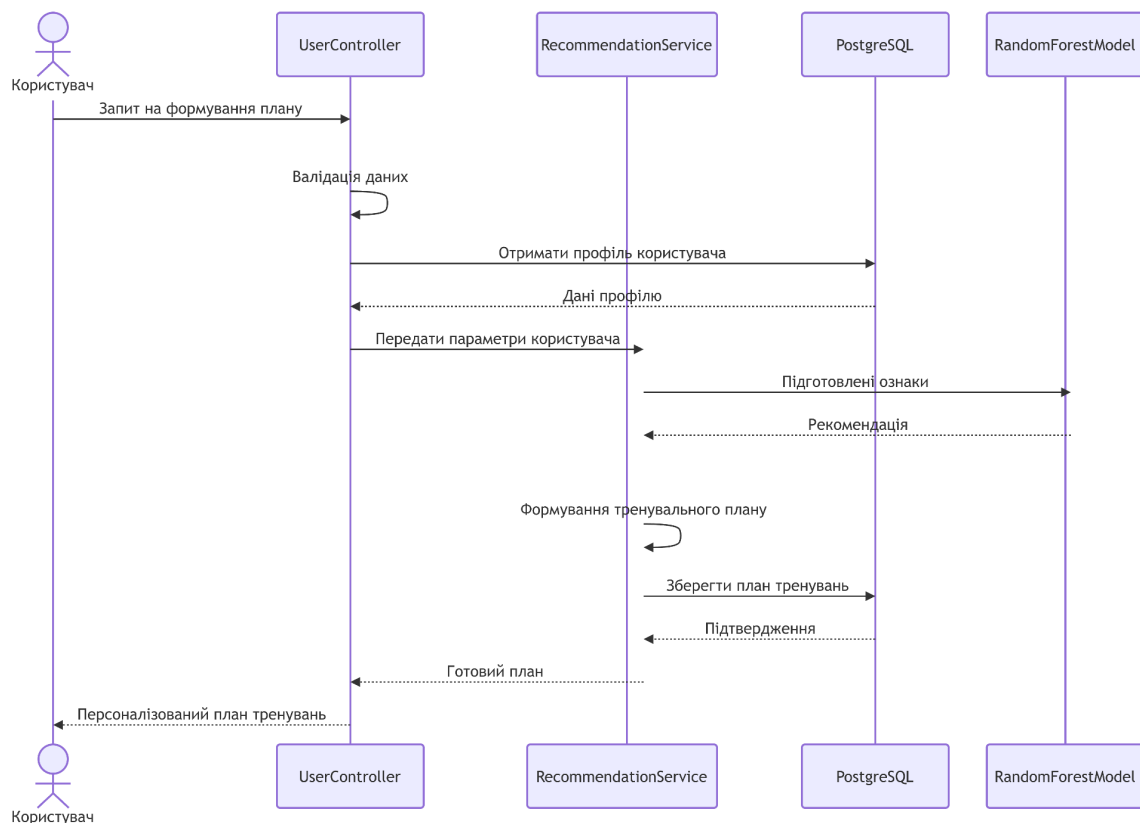 UserController
RecommendationService
PostgreSQL
RandomForestModel
Користувач
Запит на формування плану
Валідація даних
Отримати профіль користувача
Дані профілю
Передати параметри користувача
Підготовлені ознаки
Рекомендація
Формування тренувального плану
Зберегти план тренувань
Підтвердження
Готовий план
Персоналізований план тренувань
UserController
RecommendationService
PostgreSQL
RandomForestModel
Користувач